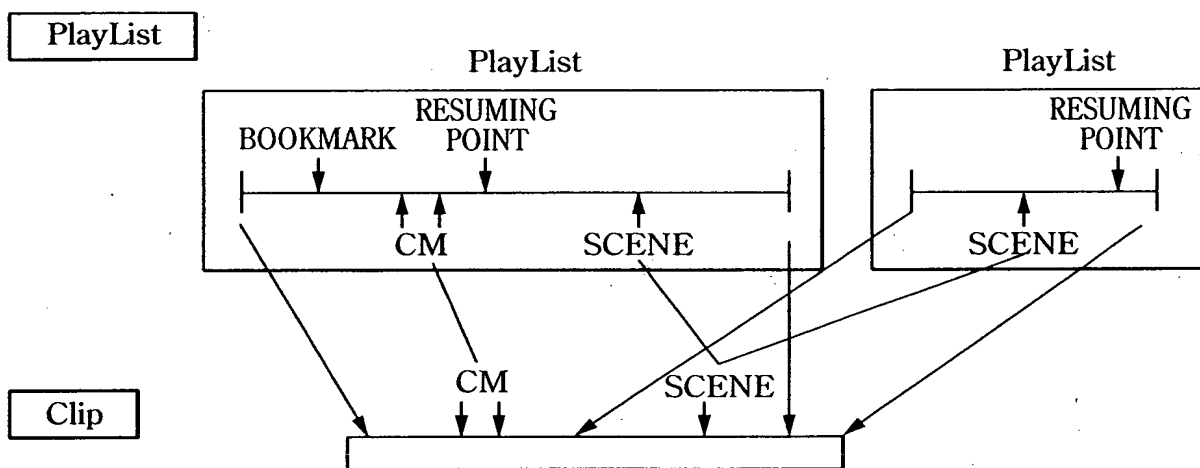 PlayList
PlayList
PlayList
BOOKMARK
RESUMING
POINT
RESUMING
POINT
CM
SCENE
SCENE
CM
SCENE
Clip